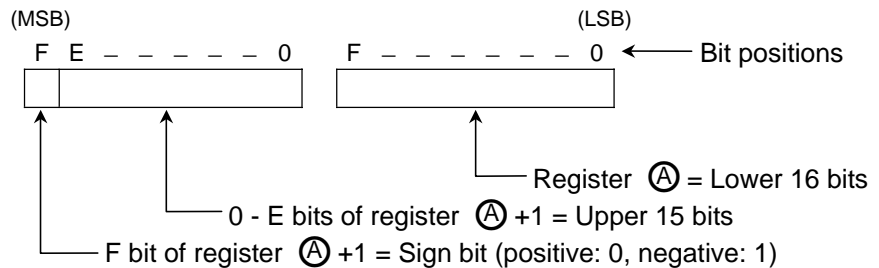 (MSB) (LSB)
F E – – – – – 0 F – – – – – – 0 Bit positions
Register Ⓐ = Lower 16 bits
0 - E bits of register Ⓐ +1 = Upper 15 bits
F bit of register Ⓐ +1 = Sign bit (positive: 0, negative: 1)